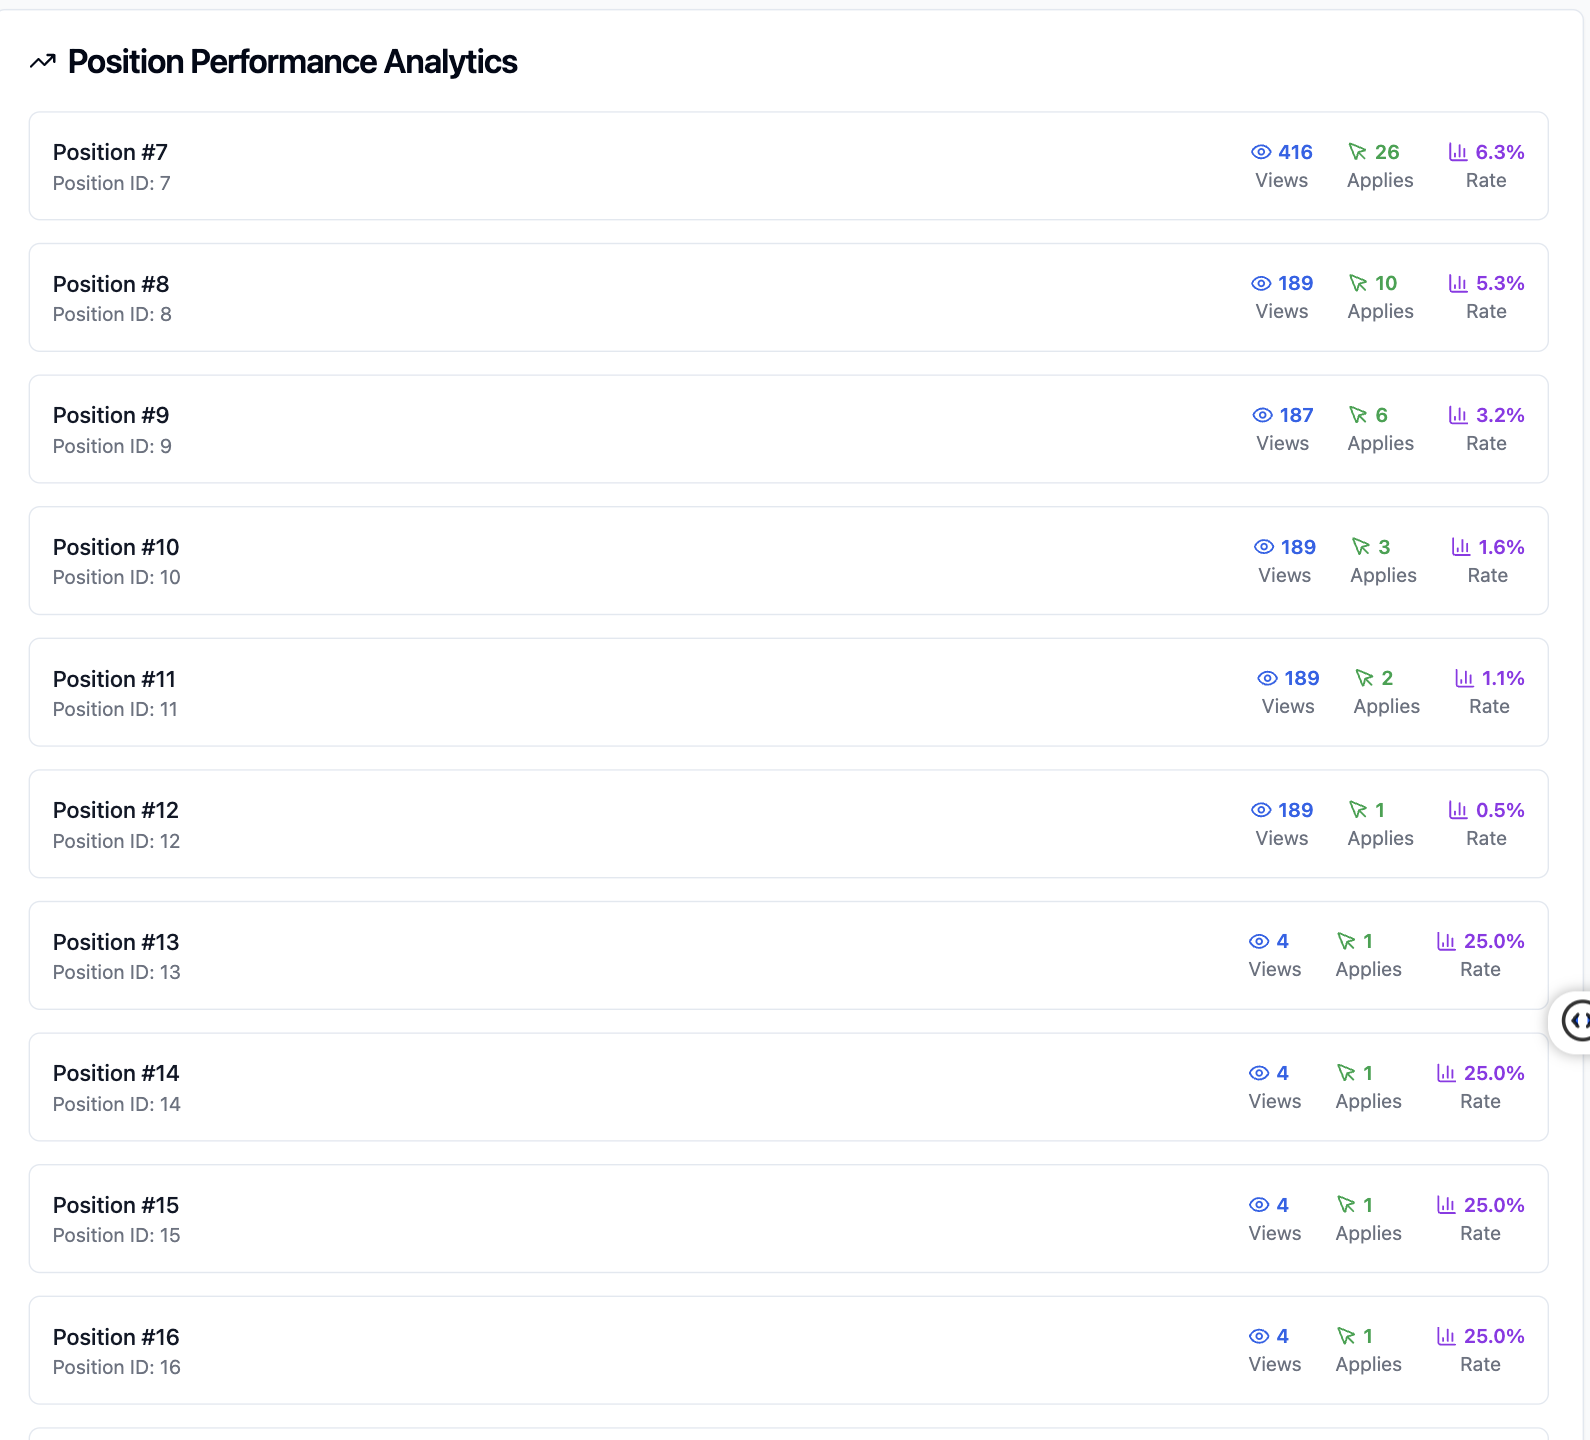 Position Performance Analytics
Position #7
Position ID: 7
416 26 6.3%
Views Applies Rate
Position #8
Position ID: 8
189 10 5.3%
Views Applies Rate
Position #9
Position ID: 9
187 6 3.2%
Views Applies Rate
Position #10
Position ID: 10
189 3 1.6%
Views Applies Rate
Position #11
Position ID: 11
189 2 1.1%
Views Applies Rate
Position #12
Position ID: 12
189 1 0.5%
Views Applies Rate
Position #13
Position ID: 13
4 1 25.0%
Views Applies Rate
Position #14
Position ID: 14
4 1 25.0%
Views Applies Rate
Position #15
Position ID: 15
4 1 25.0%
Views Applies Rate
Position #16
Position ID: 16
4 1 25.0%
Views Applies Rate